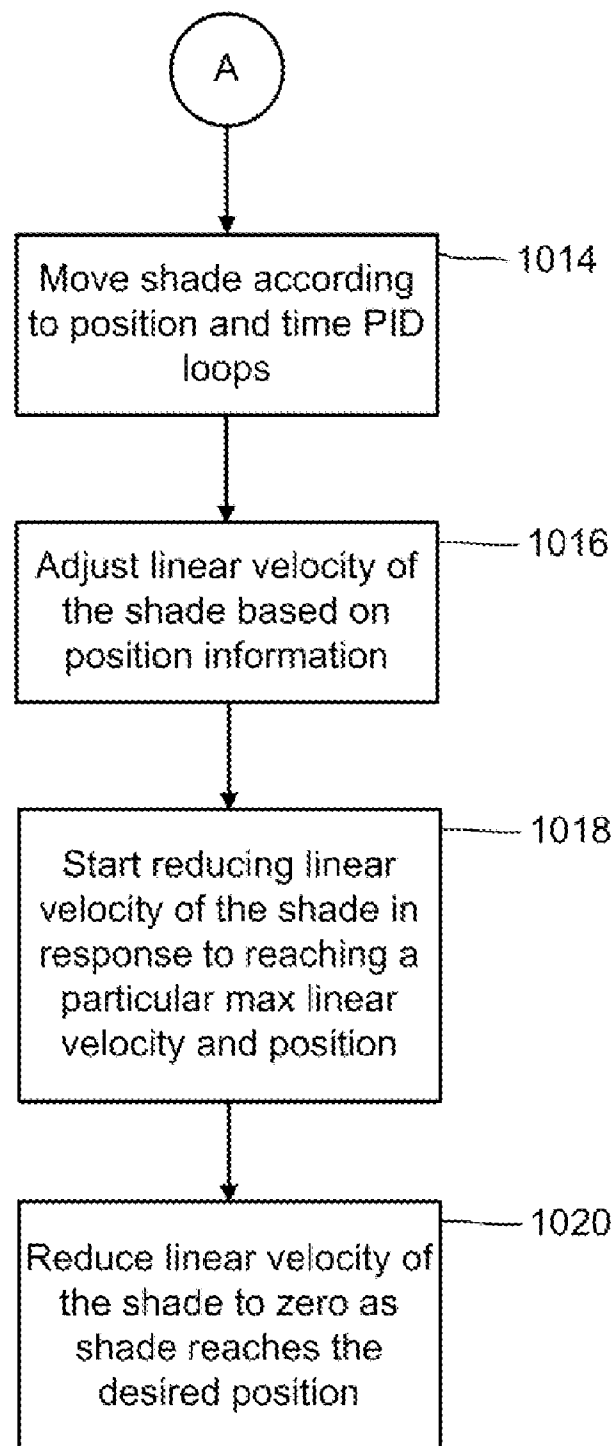 A
Move shade according
to position and time PID
loops
1014
Adjust linear velocity of
the shade based on
position information
1016
Start reducing linear
velocity of the shade in
response to reaching a
particular max linear
velocity and position
1018
Reduce linear velocity of
the shade to zero as
shade reaches the
desired position
1020